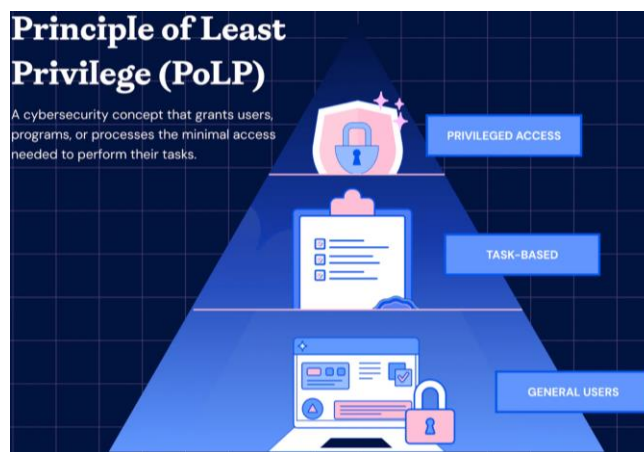 Principle of Least
Privilege (PoLP)
A cybersecurity concept that grants users,
programs, or processes the minimal access
needed to perform their tasks.
PRIVILEGED ACCESS
TASK-BASED
GENERAL USERS